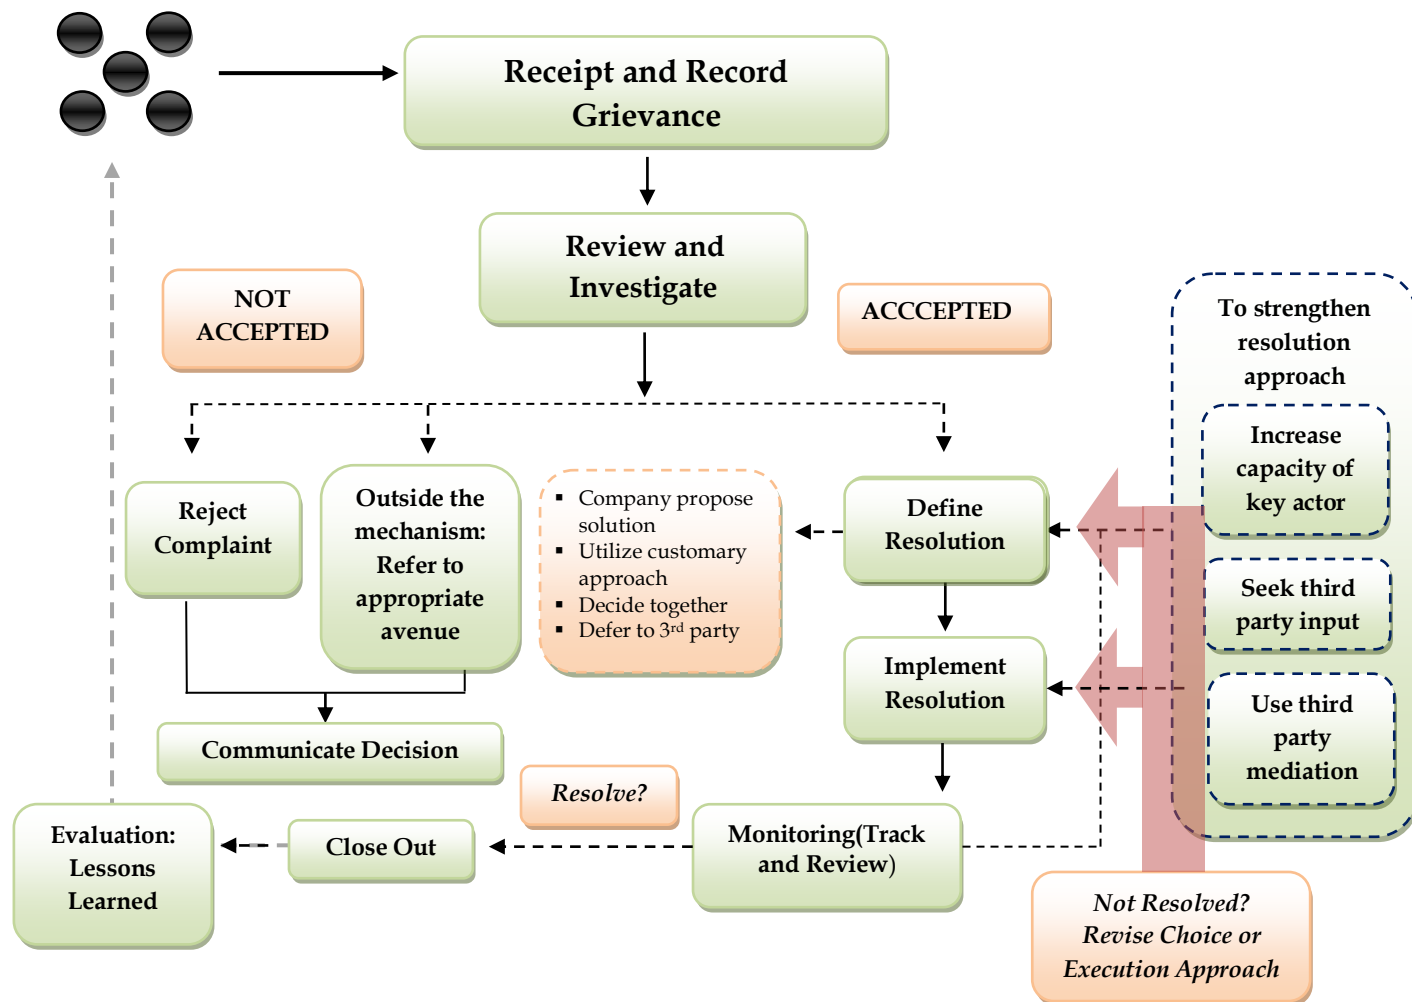 Receipt and Record
Grievance
Review and
Investigate
NOT
ACCEPTED
ACCCEPTED
To strengthen
resolution
approach
Increase
capacity of
key actor
Seek third
party input
Use third
party
mediation
Reject
Complaint
Outside the
mechanism:
Refer to
appropriate
avenue
▪ Company propose
solution
▪ Utilize customary
approach
▪ Decide together
▪ Defer to 3rd party
Define
Resolution
Implement
Resolution
Communicate Decision
Resolve?
Monitoring(Track
and Review)
Close Out
Evaluation:
Lessons
Learned
Not Resolved?
Revise Choice or
Execution Approach